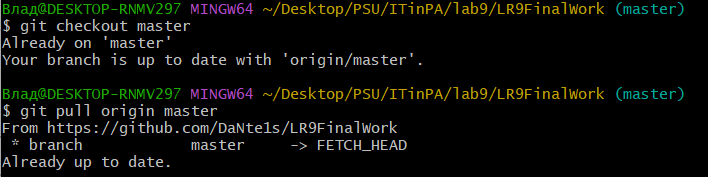 Влад@DESKTOP-RNMV297 MINGW64 ~/Desktop/PSU/ITinPA/lab9/LR9FinalWork (master)
$ git checkout master
Already on 'master'
Your branch is up to date with 'origin/master'.
Влад@DESKTOP-RNMV297 MINGW64 ~/Desktop/PSU/ITinPA/lab9/LR9FinalWork (master)
$ git pull origin master
From https://github.com/DaNte1s/LR9FinalWork
 * branch            master     -> FETCH_HEAD
Already up to date.